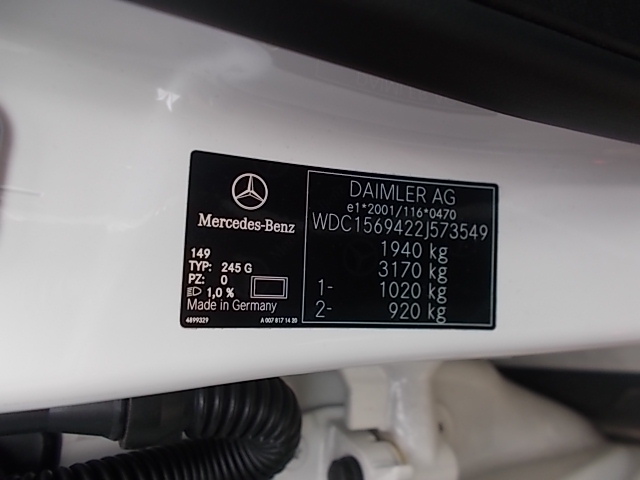 Mercedes-Benz
149
TYP: 245 G
PZ: 0
1,0 %
Made in Germany
4899329
A 007 817 14 20
DAIMLER AG
e1*2001/116*0470
WDC1569422J573549
1940 kg
3170 kg
1- 1020 kg
2- 920 kg